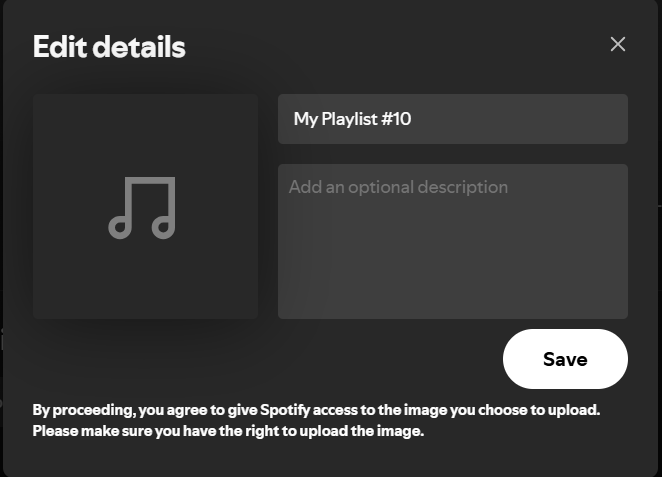 Edit details
My Playlist #10
Add an optional description
Save
By proceeding, you agree to give Spotify access to the image you choose to upload.
Please make sure you have the right to upload the image.